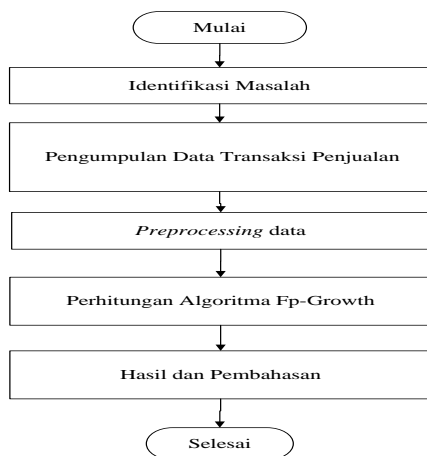 Mulai
Identifikasi Masalah
Pengumpulan Data Transaksi Penjualan
Preprocessing data
Perhitungan Algoritma Fp-Growth
Hasil dan Pembahasan
Selesai